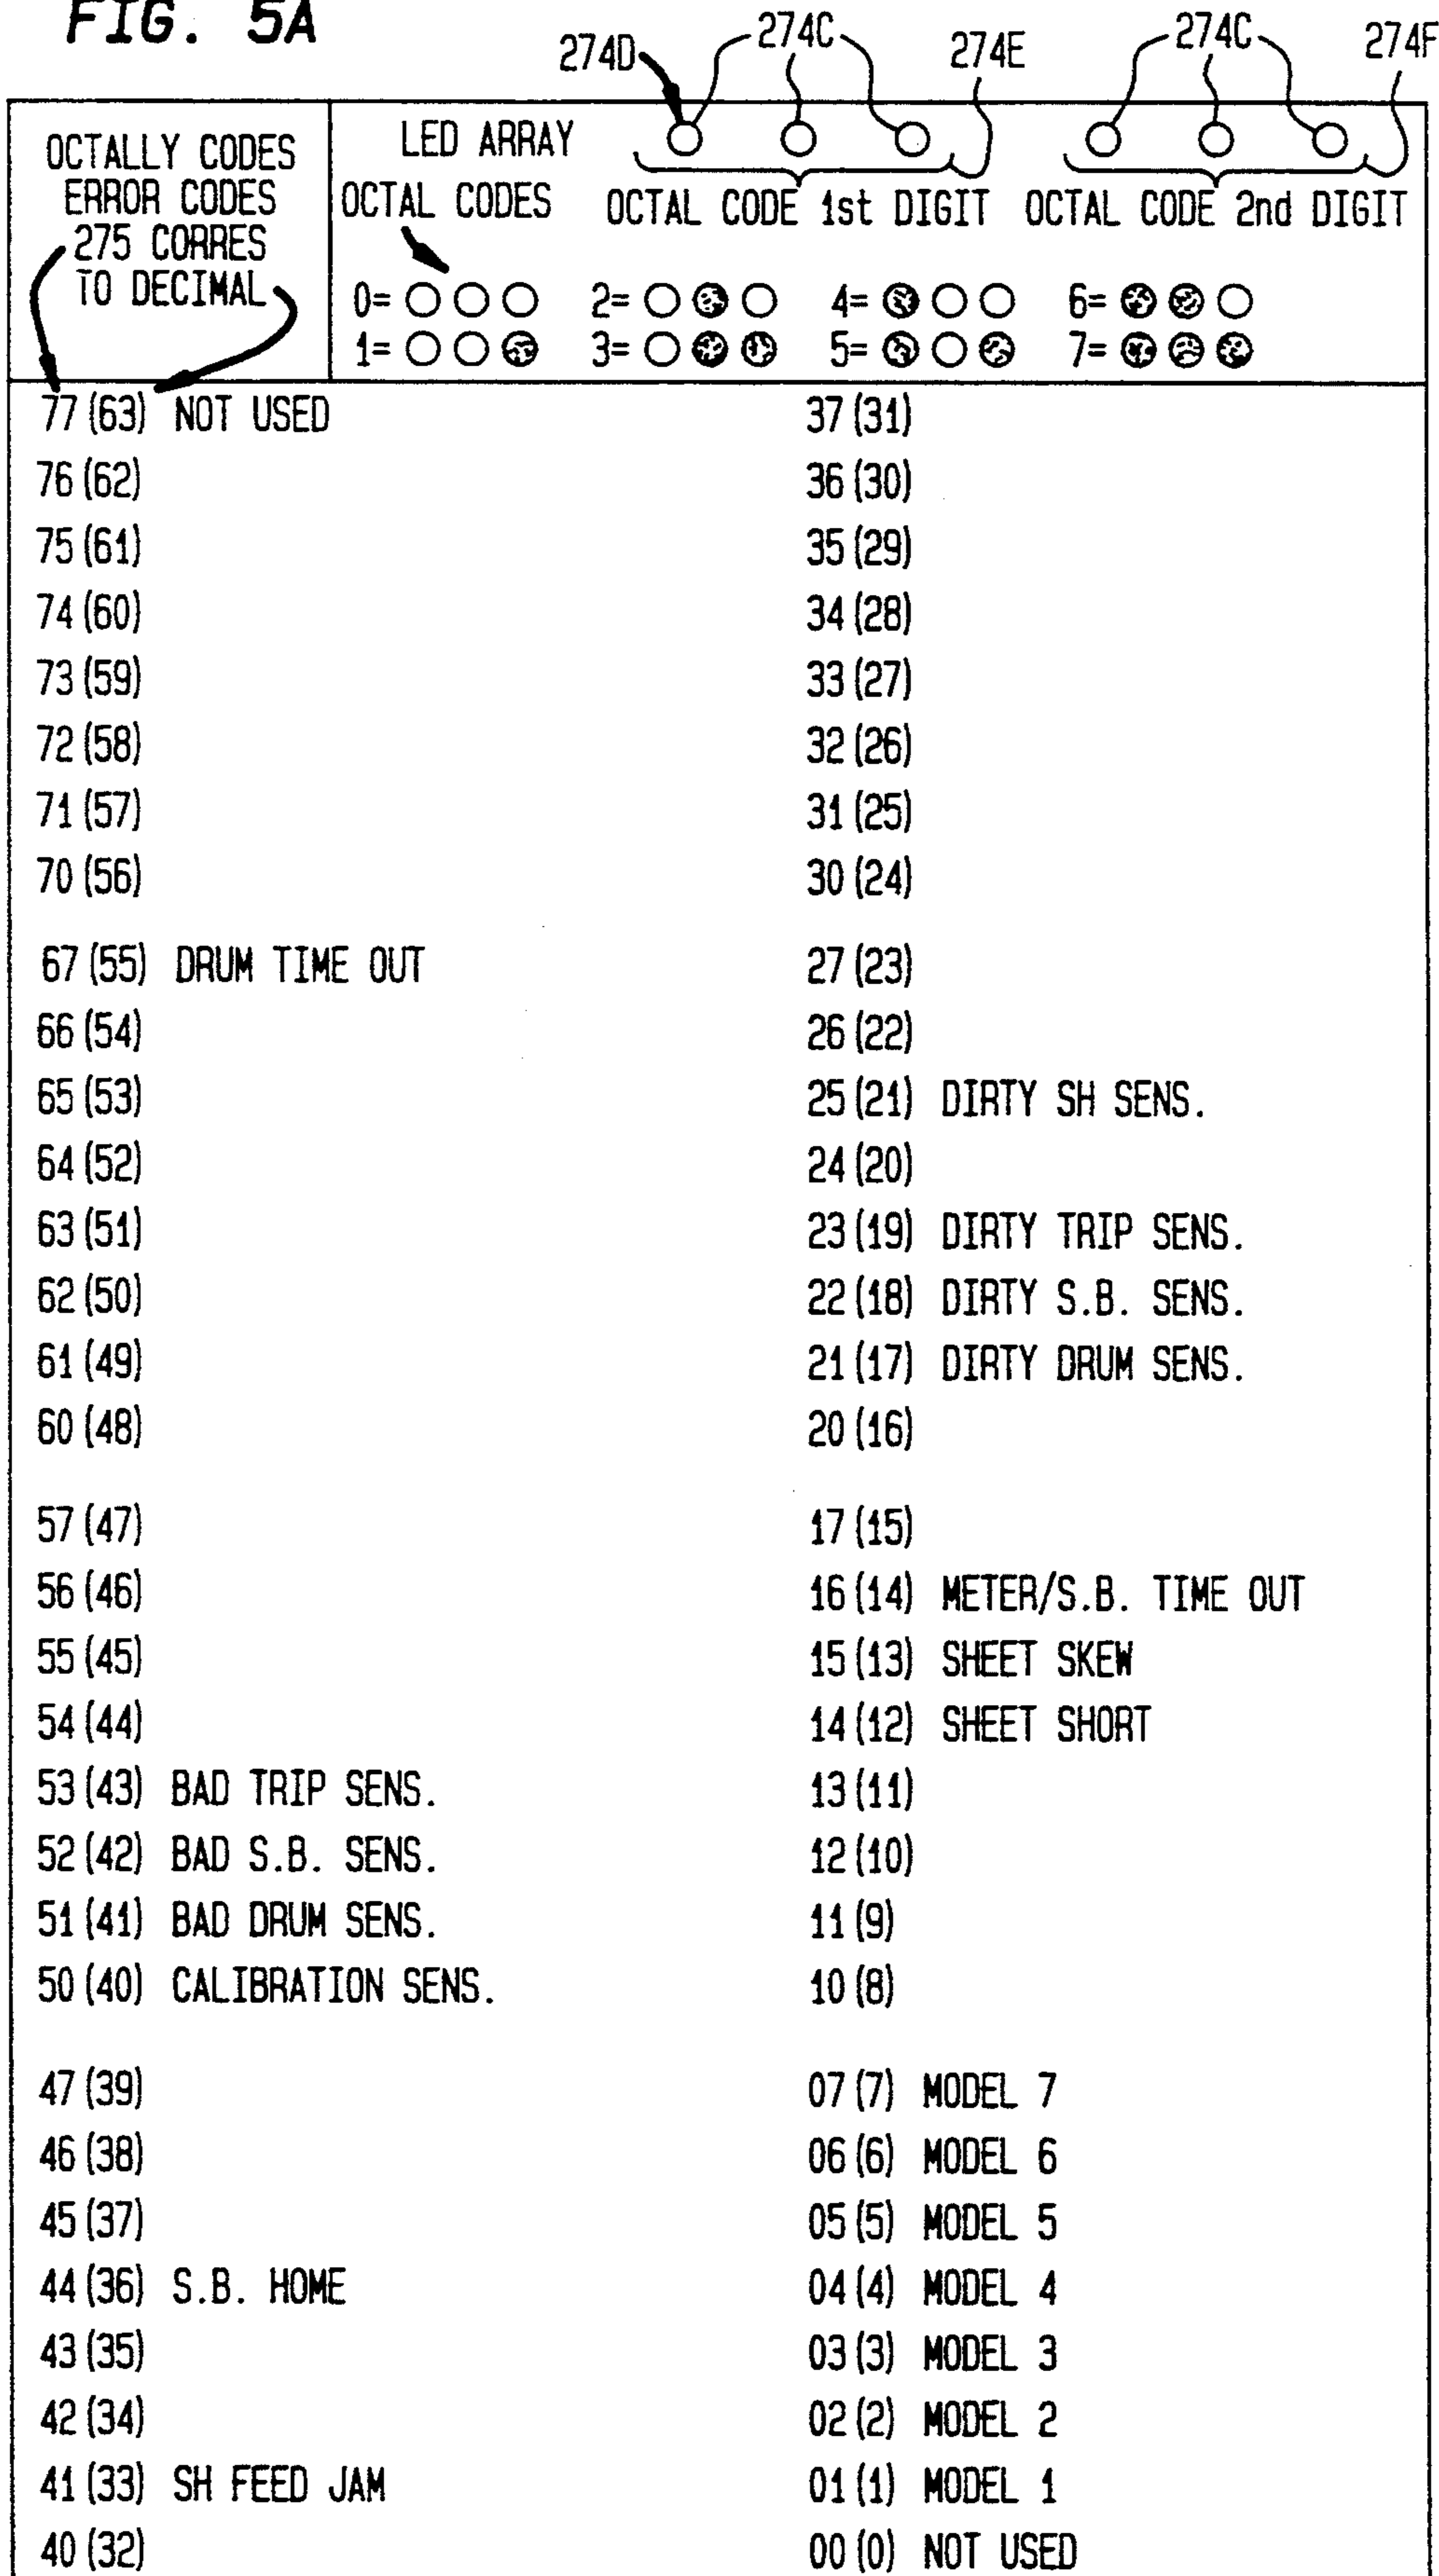 FIG. 5A
274D 274C 274E 274C 274F
OCTALLY CODES
ERROR CODES
275 CORRES
TO DECIMAL
LED ARRAY
OCTAL CODES OCTAL CODE 1st DIGIT OCTAL CODE 2nd DIGIT
0= 2= 4= 6=
1= 3= 5= 7=
77 (63) NOT USED
76 (62)
75 (61)
74 (60)
73 (59)
72 (58)
71 (57)
70 (56)
67 (55) DRUM TIME OUT
66 (54)
65 (53)
64 (52)
63 (51)
62 (50)
61 (49)
60 (48)
57 (47)
56 (46)
55 (45)
54 (44)
53 (43) BAD TRIP SENS.
52 (42) BAD S.B. SENS.
51 (41) BAD DRUM SENS.
50 (40) CALIBRATION SENS.
47 (39)
46 (38)
45 (37)
44 (36) S.B. HOME
43 (35)
42 (34)
41 (33) SH FEED JAM
40 (32)
37 (31)
36 (30)
35 (29)
34 (28)
33 (27)
32 (26)
31 (25)
30 (24)
27 (23)
26 (22)
25 (21) DIRTY SH SENS.
24 (20)
23 (19) DIRTY TRIP SENS.
22 (18) DIRTY S.B. SENS.
21 (17) DIRTY DRUM SENS.
20 (16)
17 (15)
16 (14) METER/S.B. TIME OUT
15 (13) SHEET SKEW
14 (12) SHEET SHORT
13 (11)
12 (10)
11 (9)
10 (8)
07 (7) MODEL 7
06 (6) MODEL 6
05 (5) MODEL 5
04 (4) MODEL 4
03 (3) MODEL 3
02 (2) MODEL 2
01 (1) MODEL 1
00 (0) NOT USED